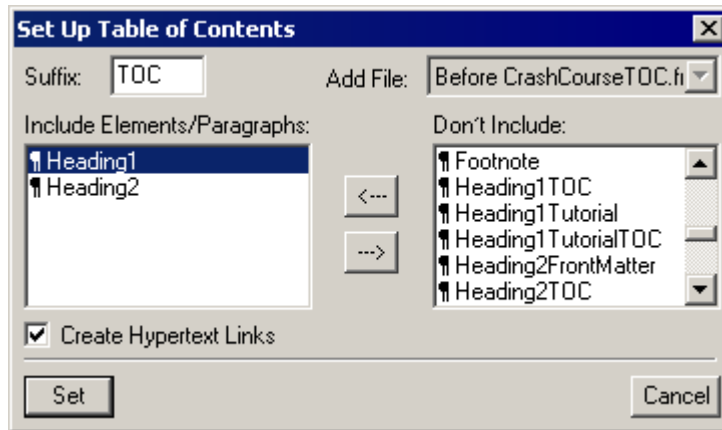 Set Up Table of Contents
Suffix: TOC Add File: Before CrashCourseTOC.fr
Include Elements/Paragraphs: Don't Include:
¶ Heading1
¶ Heading2
¶ Footnote
¶ Heading1TOC
¶ Heading1Tutorial
¶ Heading1TutorialTOC
¶ Heading2FrontMatter
¶ Heading2TOC
<---
--->
Create Hypertext Links
Set Cancel